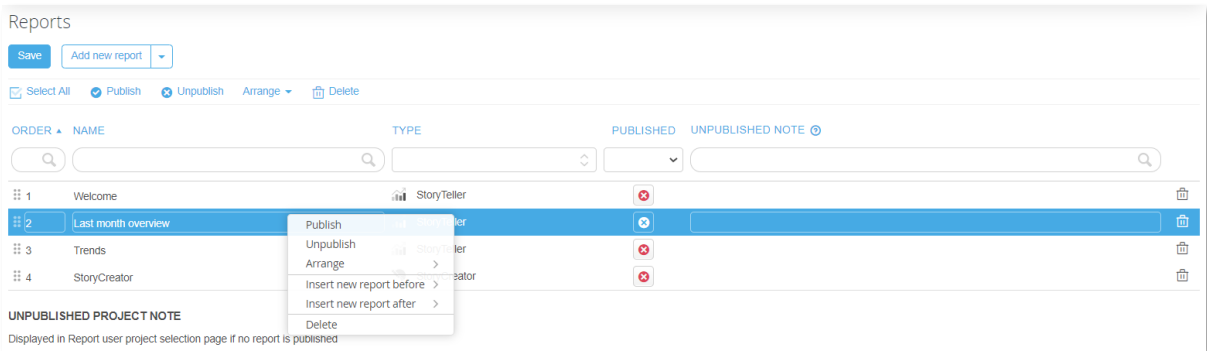 Reports
Save Add new report
Select All Publish Unpublish Arrange Delete
ORDER NAME TYPE PUBLISHED UNPUBLISHED NOTE
1 Welcome StoryTeller
2 Last month overview StoryTeller
Publish
Unpublish
3 Trends StoryTeller
Arrange
4 StoryCreator StoryCreator
Insert new report before
Insert new report after
UNPUBLISHED PROJECT NOTE
Delete
Displayed in Report user project selection page if no report is published